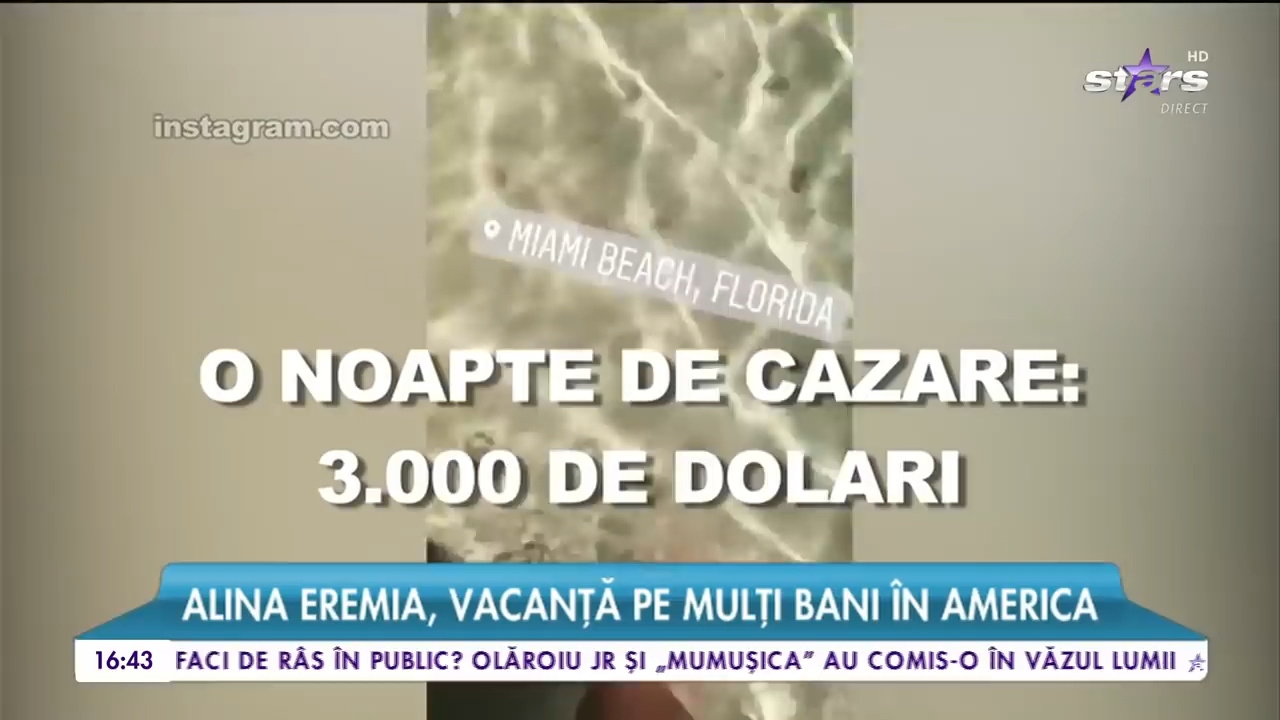 HD
stars
DIRECT
instagram.com
MIAMI BEACH, FLORIDA
O NOAPTE DE CAZARE:
3.000 DE DOLARI
ALINA EREMIA, VACANȚĂ PE MULȚI BANI ÎN AMERICA
16:43 FACI DE RÂS ÎN PUBLIC? OLĂROIU JR ȘI „MUMUȘICA” AU COMIS-O ÎN VĂZUL LUMII